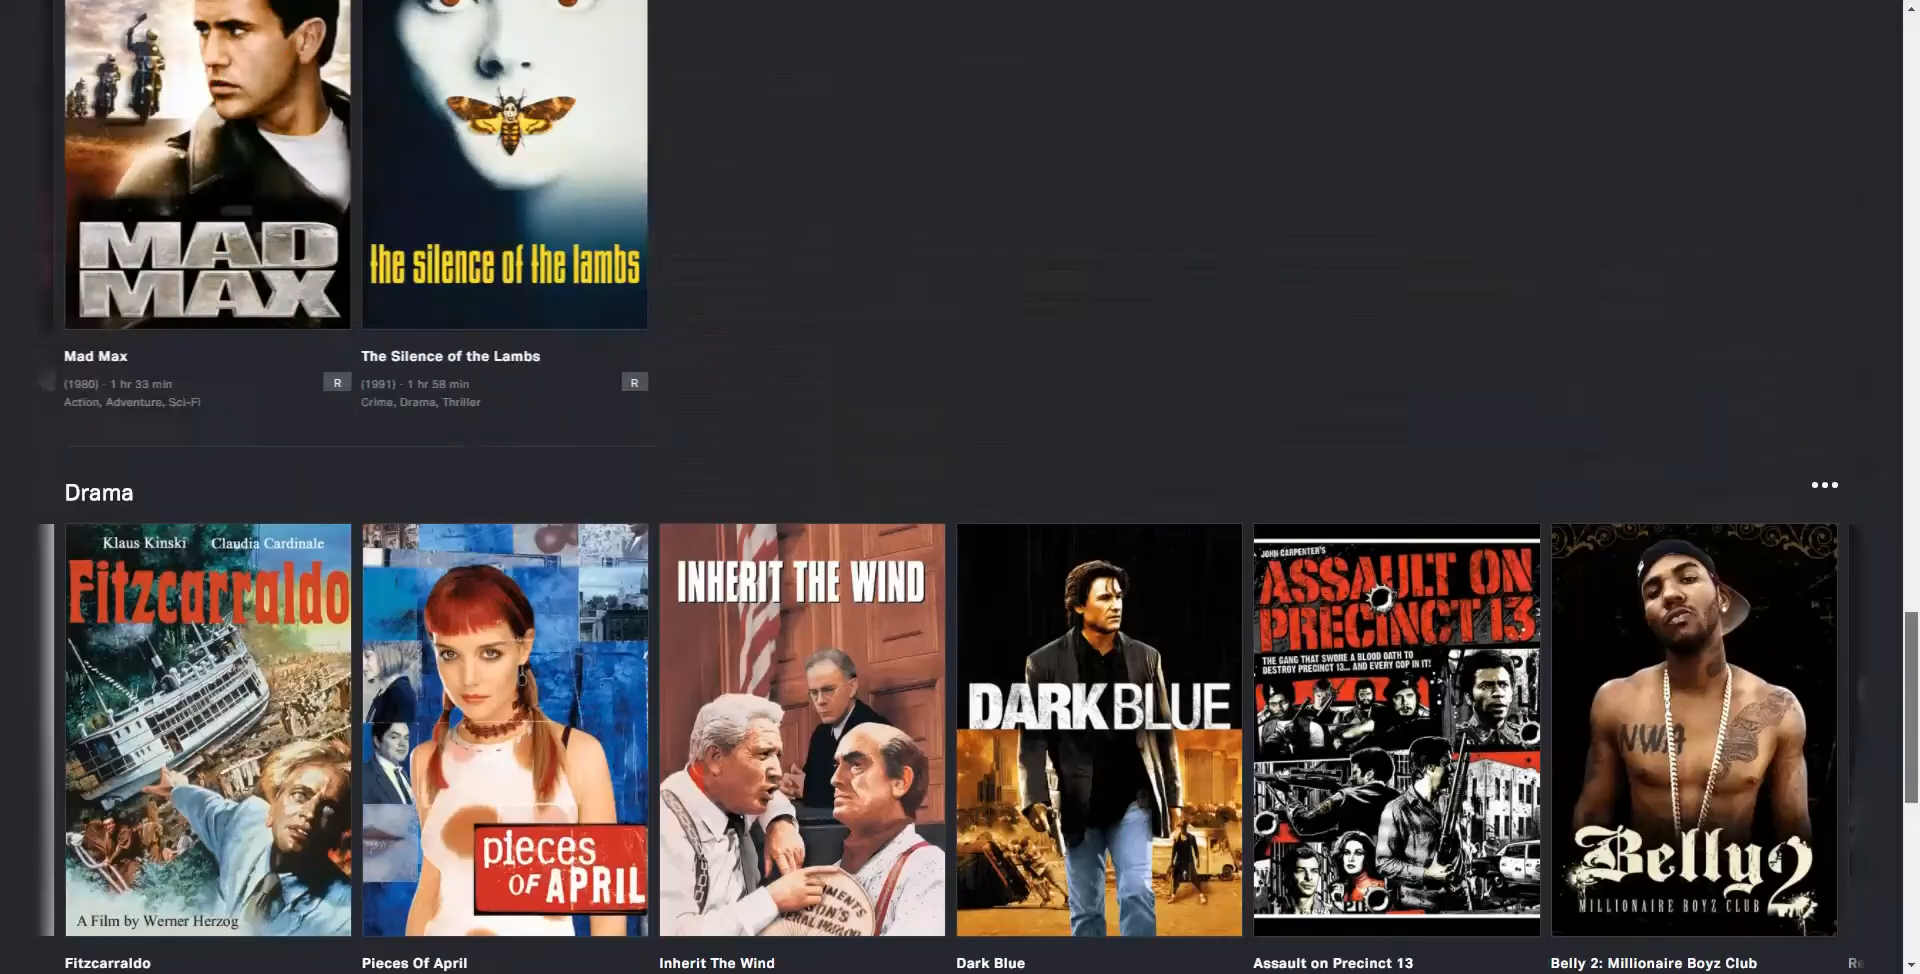 MAD
MAX
the silence of the lambs
Mad Max
The Silence of the Lambs
(1980) · 1 hr 33 min
R
(1991) · 1 hr 58 min
R
Action, Adventure, Sci-Fi
Crime, Drama, Thriller
Drama
Klaus Kinski Claudia Cardinale
Fitzcarraldo
A Film by Werner Herzog
pieces
OF APRIL
INHERIT THE WIND
DARK BLUE
JOHN CARPENTER'S
ASSAULT ON
PRECINCT 13
THE GANG THAT SWORE A BLOOD OATH TO
DESTROY PRECINCT 13... AND EVERY COP IN IT!
NWA
Belly 2
MILLIONAIRE BOYZ CLUB
Fitzcarraldo
Pieces Of April
Inherit The Wind
Dark Blue
Assault on Precinct 13
Belly 2: Millionaire Boyz Club